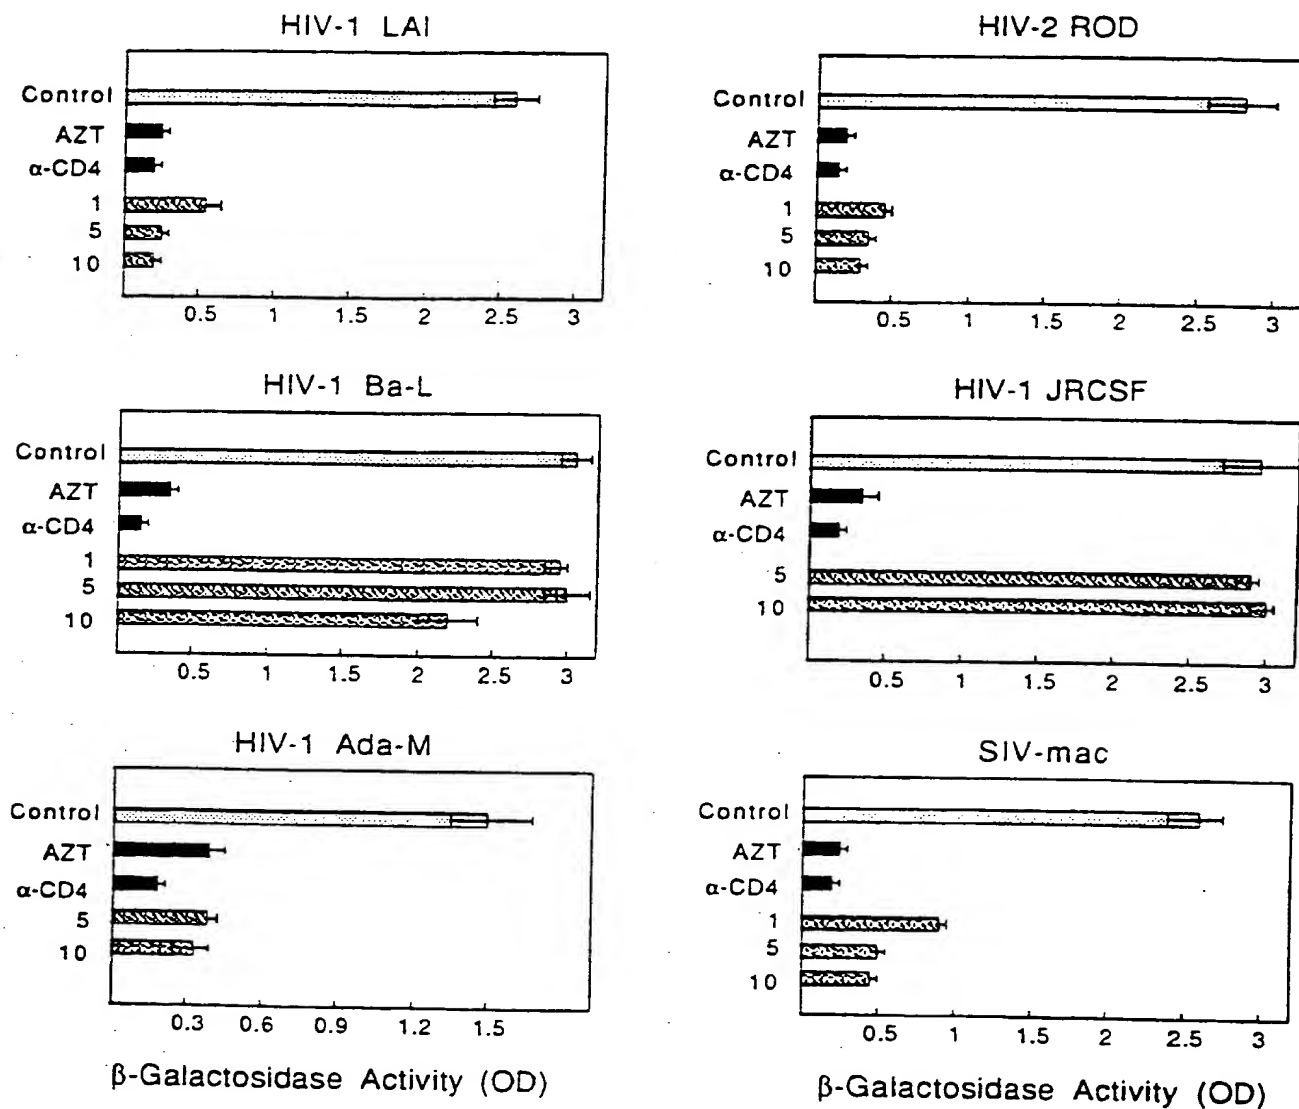 HIV-1 LAI
Control
AZT
α-CD4
1
5
10
0.5 1 1.5 2 2.5 3
HIV-2 ROD
Control
AZT
α-CD4
1
5
10
0.5 1 1.5 2 2.5 3
HIV-1 Ba-L
Control
AZT
α-CD4
1
5
10
0.5 1 1.5 2 2.5 3
HIV-1 JRCSF
Control
AZT
α-CD4
5
10
0.5 1 1.5 2 2.5 3
HIV-1 Ada-M
Control
AZT
α-CD4
5
10
0.3 0.6 0.9 1.2 1.5
β-Galactosidase Activity (OD)
SIV-mac
Control
AZT
α-CD4
1
5
10
0.5 1 1.5 2 2.5 3
β-Galactosidase Activity (OD)